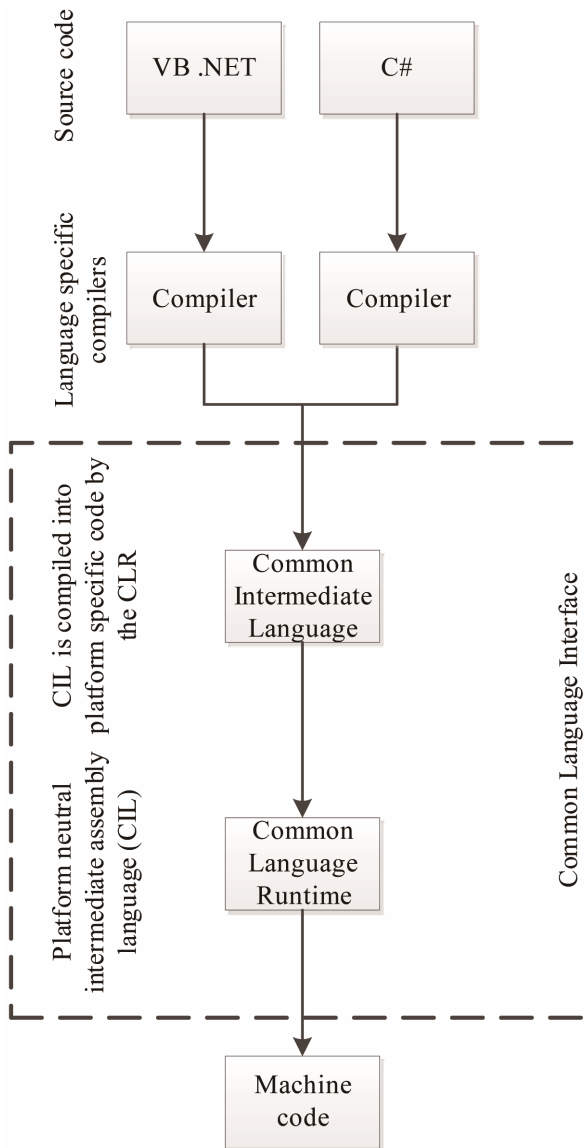 Source code
VB .NET
C#
Language specific
compilers
Compiler
Compiler
CIL is compiled into
platform specific code by
the CLR
Common
Intermediate
Language
Common Language Interface
Platform neutral
intermediate assembly
language (CIL)
Common
Language
Runtime
Machine
code